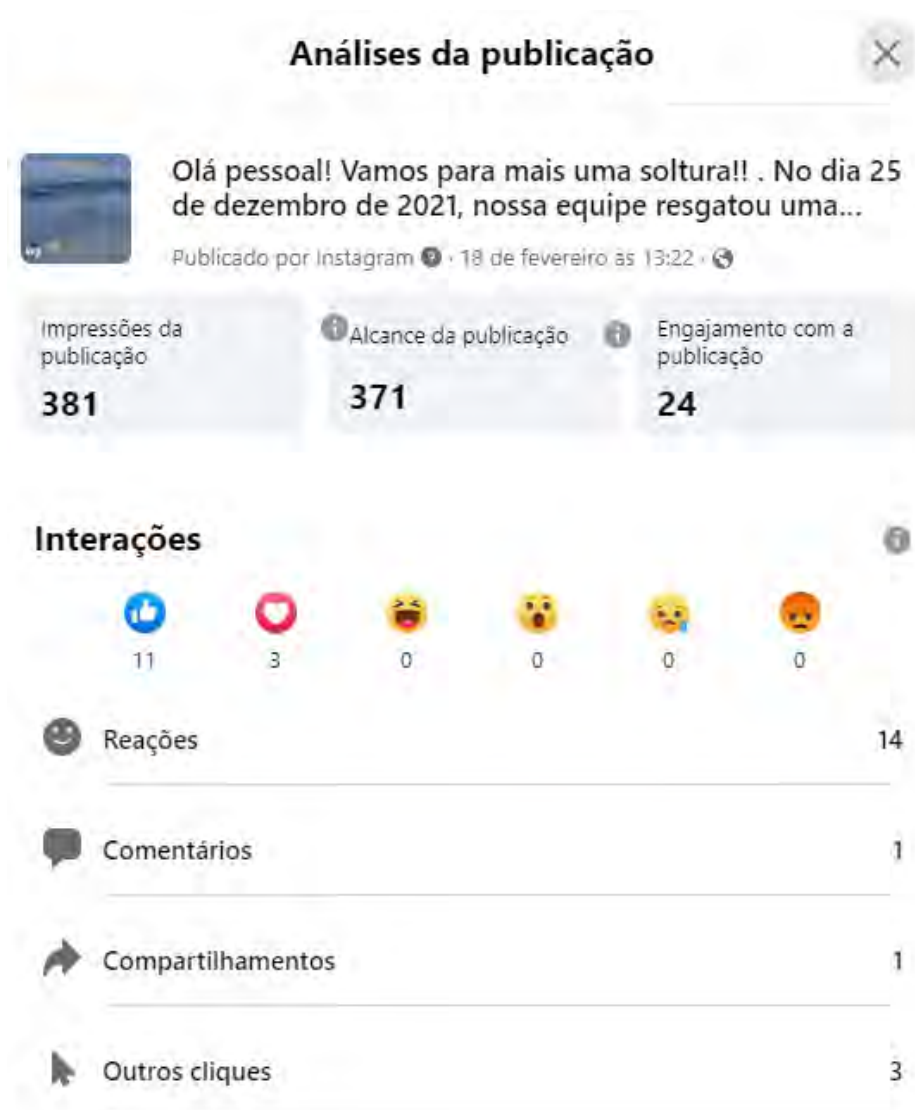 Análises da publicação
Olá pessoal! Vamos para mais uma soltura!! . No dia 25
de dezembro de 2021, nossa equipe resgatou uma...
Publicado por Instagram · 18 de fevereiro às 13:22 ·
Impressões da
publicação
381
Alcance da publicação
371
Engajamento com a
publicação
24
Interações
11 3 0 0 0 0
Reações 14
Comentários 1
Compartilhamentos 1
Outros cliques 3